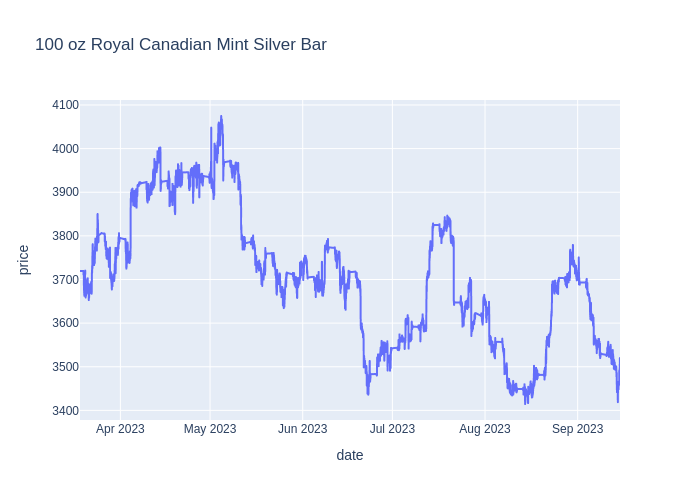 100 oz Royal Canadian Mint Silver Bar
4100
4000
3900
3800
3700
3600
3500
3400
price
Apr 2023 May 2023 Jun 2023 Jul 2023 Aug 2023 Sep 2023
date